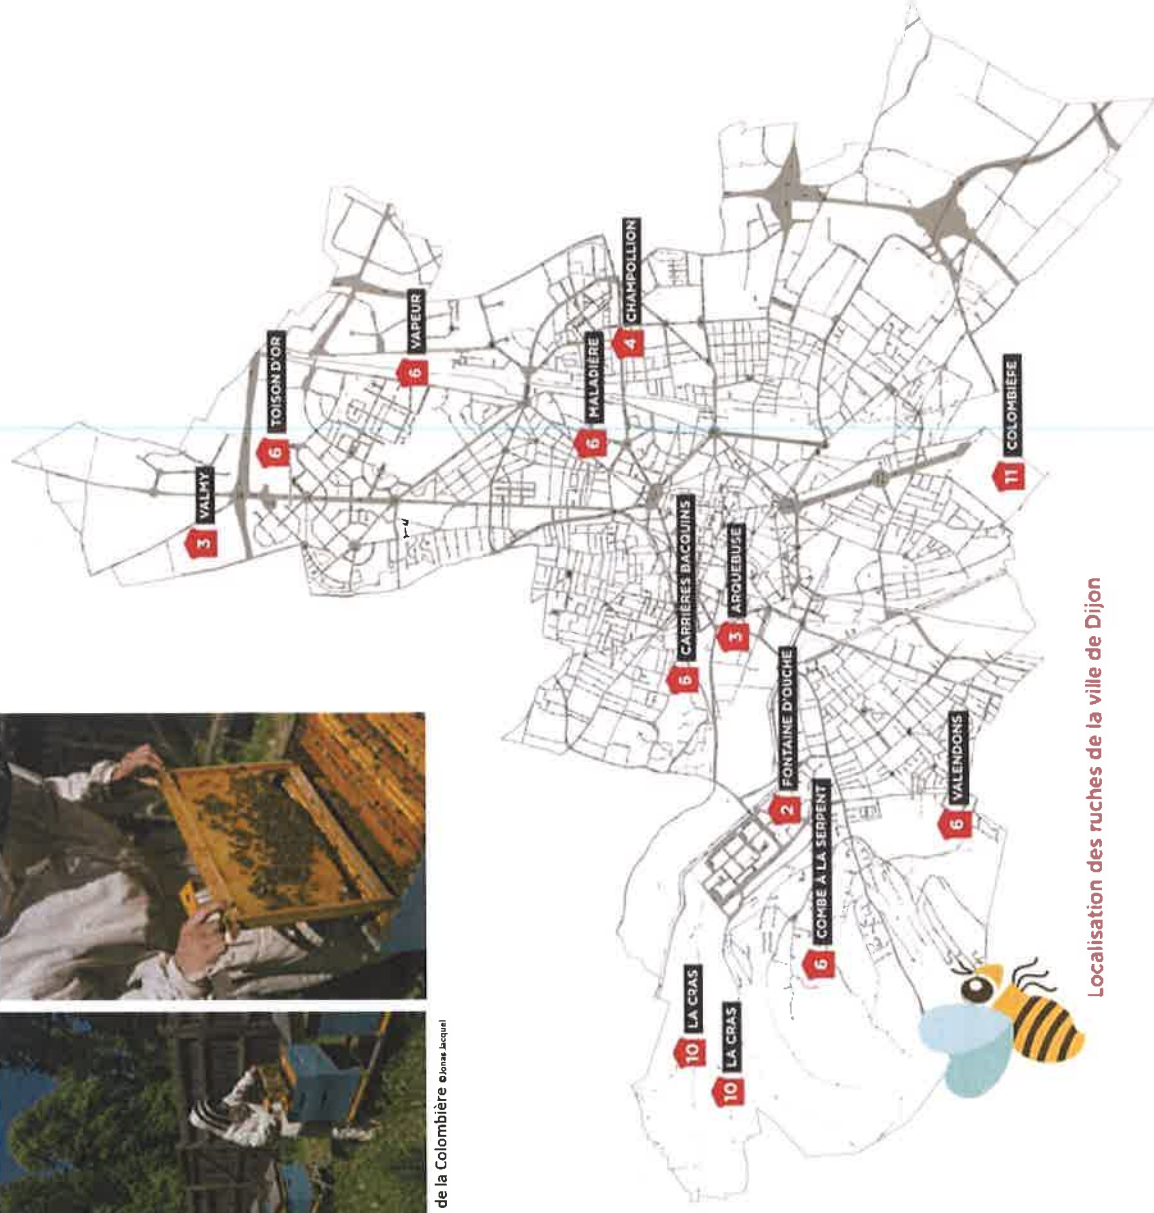 3 VALMY
6 TOISON D'OR
6 VAPEUR
de la Colombière ©Jonas Jacquel
6 MALADIÈRE
4 CHAMPOLLION
6 CARRIÈRES BACQUINS
10 LA CRAS
10 LA CRAS
3 ARQUEBUSE
2 FONTAINE D'OUCHE
6 COMBE À LA SERPENT
6 VALENDONS
11 COLOMBIÈRE
Localisation des ruches de la ville de Dijon